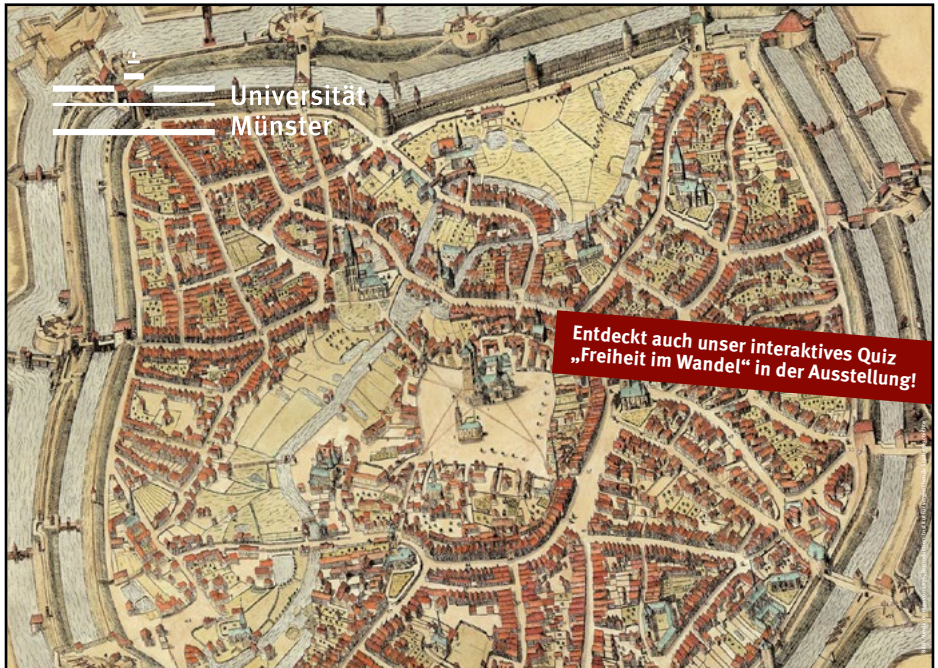 Universität
Münster
Entdeckt auch unser interaktives Quiz
„Freiheit im Wandel“ in der Ausstellung!